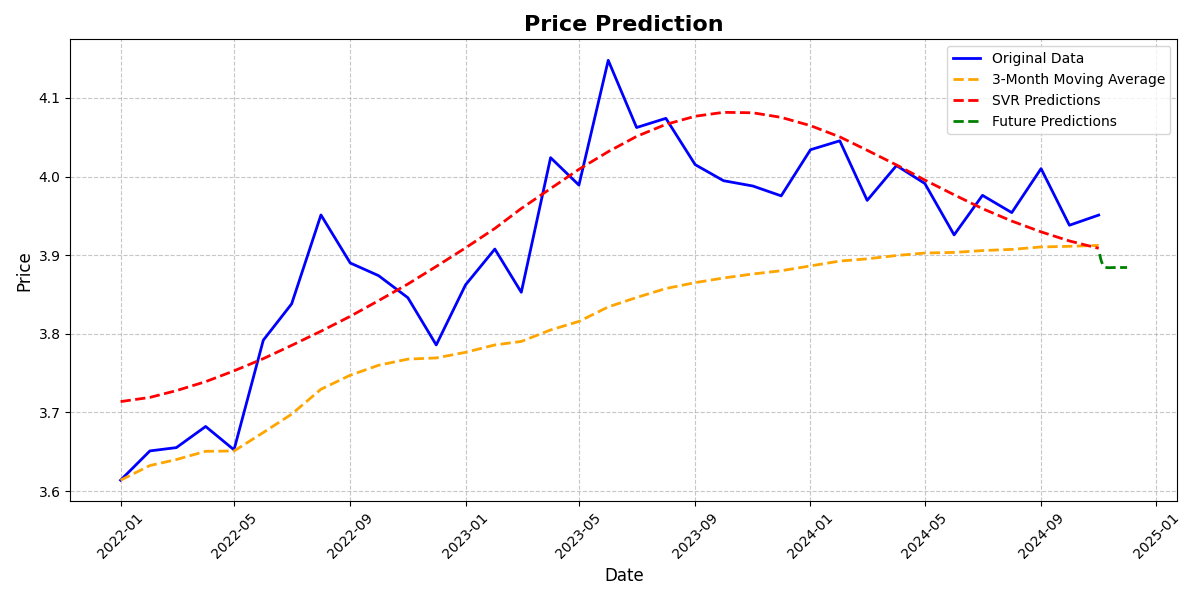 Price Prediction
Original Data
3-Month Moving Average
SVR Predictions
Future Predictions
Price
4.1
4.0
3.9
3.8
3.7
3.6
2022-01
2022-05
2022-09
2023-01
2023-05
2023-09
2024-01
2024-05
2024-09
2025-01
Date